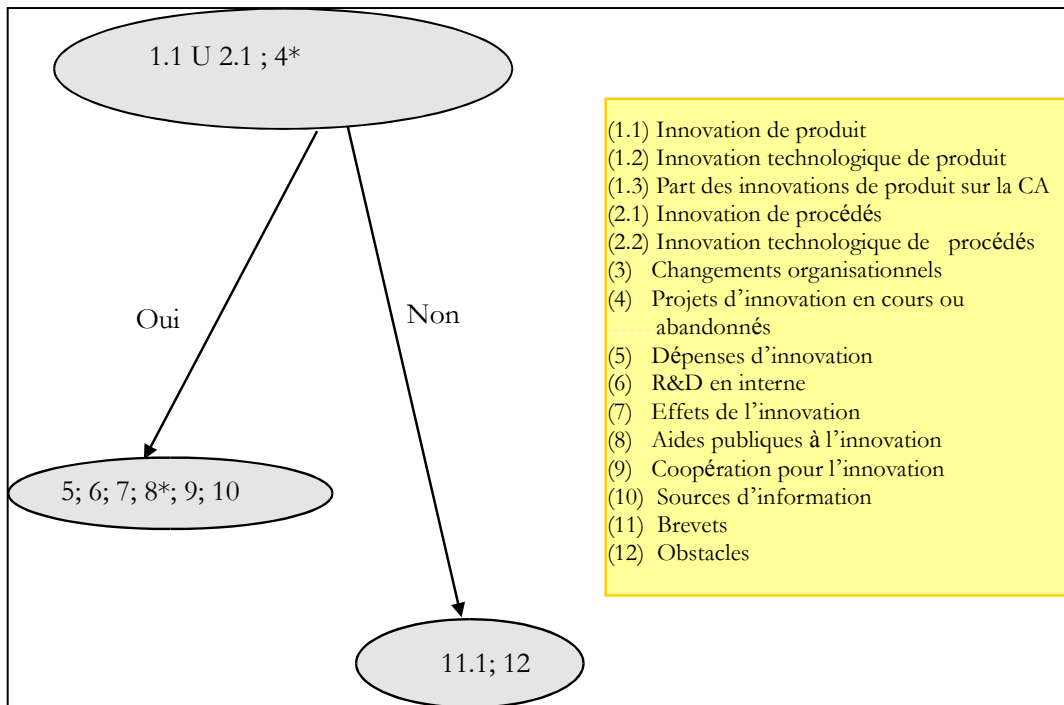 1.1 U 2.1 ; 4*
Oui
Non
5; 6; 7; 8*; 9; 10
11.1; 12
(1.1) Innovation de produit
(1.2) Innovation technologique de produit
(1.3) Part des innovations de produit sur la CA
(2.1) Innovation de procédés
(2.2) Innovation technologique de procédés
(3) Changements organisationnels
(4) Projets d’innovation en cours ou
abandonnés
(5) Dépenses d’innovation
(6) R&D en interne
(7) Effets de l’innovation
(8) Aides publiques à l’innovation
(9) Coopération pour l’innovation
(10) Sources d’information
(11) Brevets
(12) Obstacles